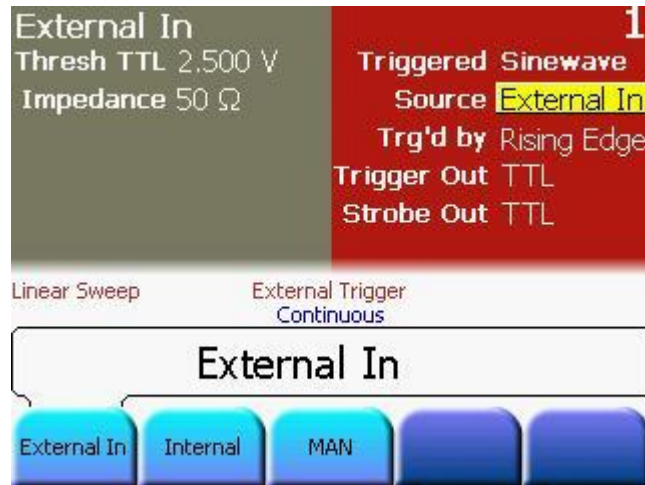 External In
Thresh TTL 2.500 V
Impedance 50 Ω
1
Triggered Sinewave
Source External In
Trg'd by Rising Edge
Trigger Out TTL
Strobe Out TTL
Linear Sweep
External Trigger
Continuous
External In
External In
Internal
MAN